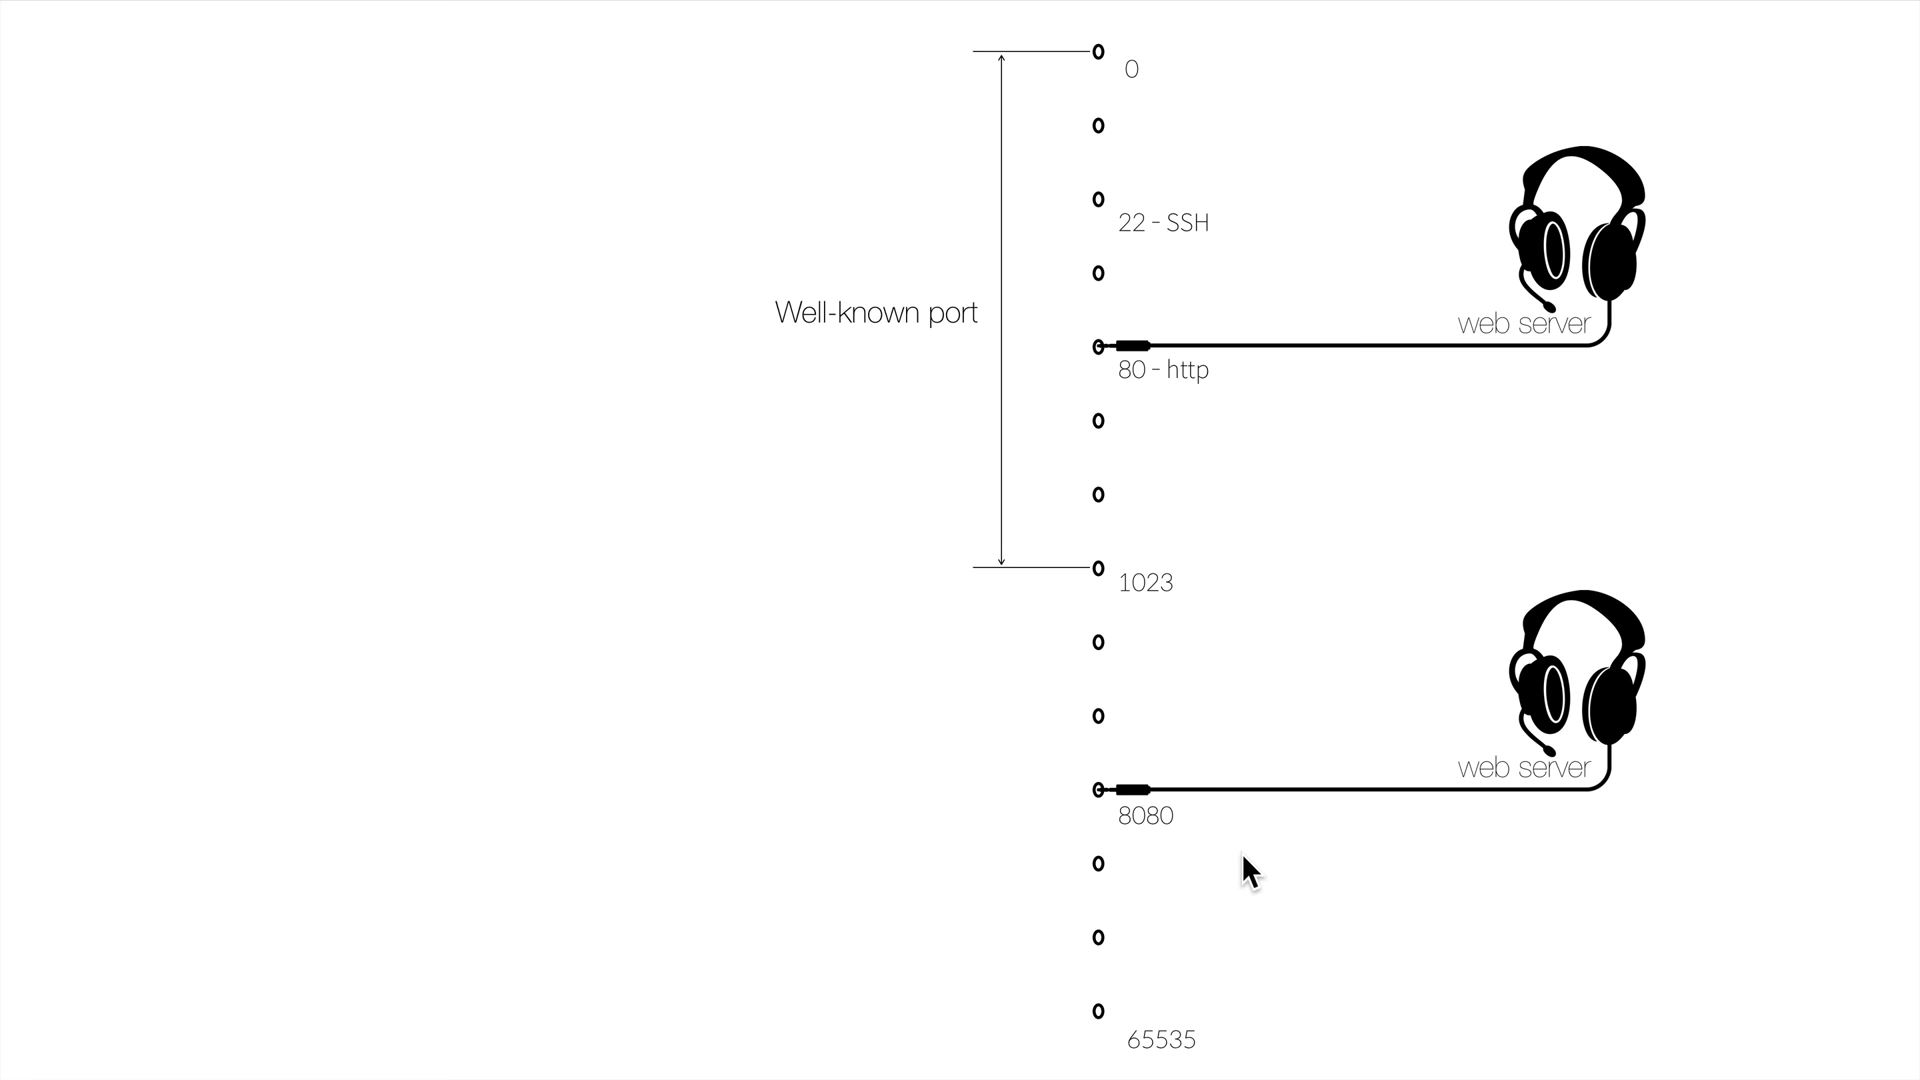 0
22 - SSH
Well-known port
web server
80 - http
1023
web server
8080
65535